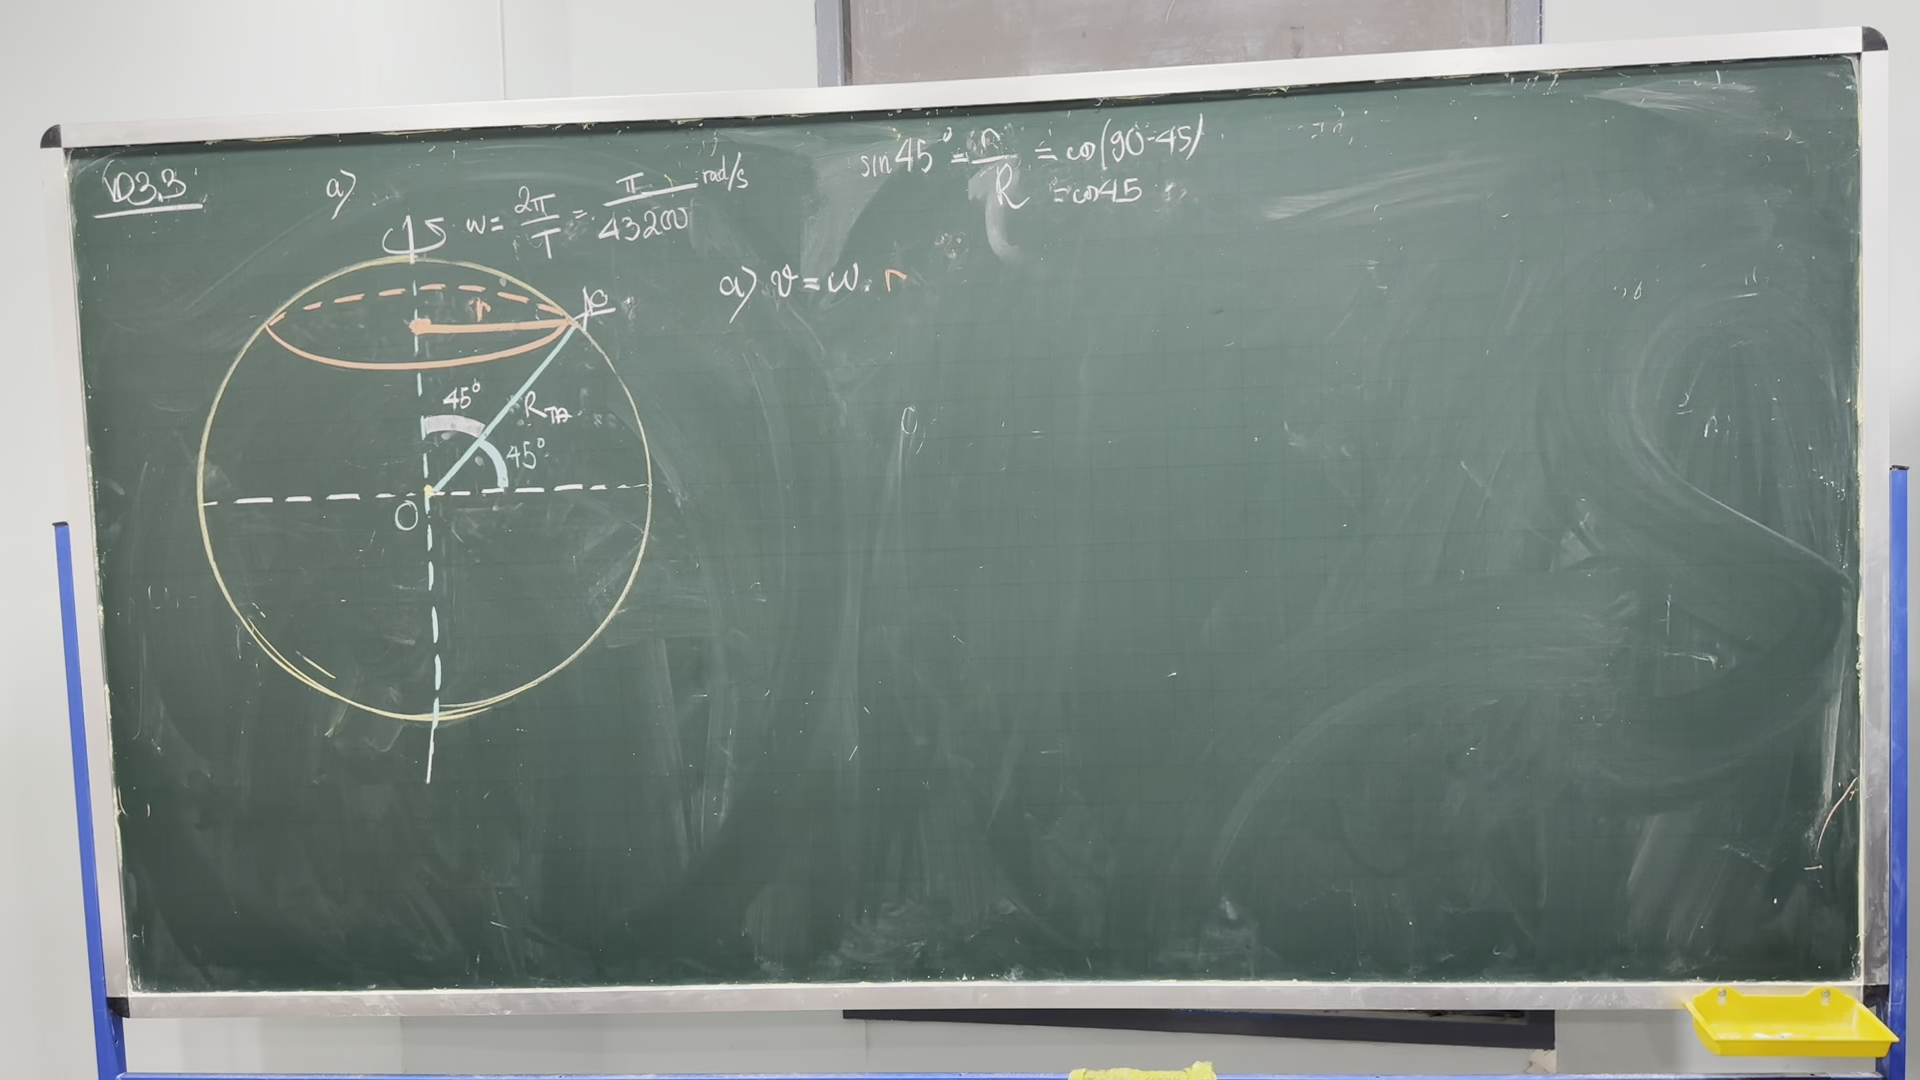 VD3.3
a)
ω = 2π/T = π/43200 rad/s
sin 45° = r/R = cos(90-45)
= cos45
a) v = ω. r
r
45°
R_TĐ
45°
O